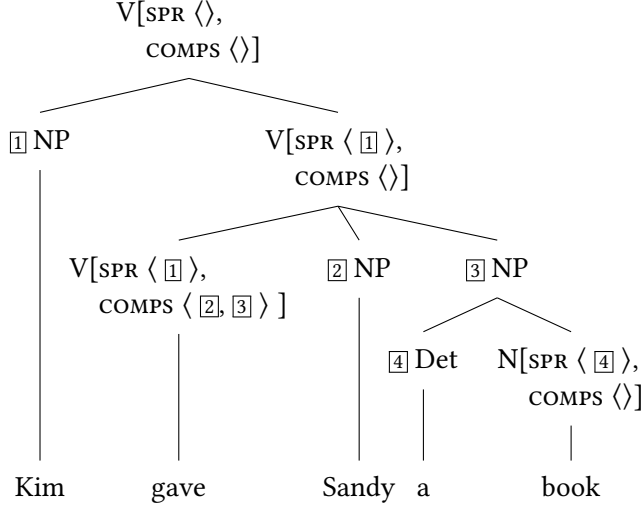 V[SPR ⟨⟩,
COMPS ⟨⟩]
1 NP
V[SPR ⟨ 1 ⟩,
COMPS ⟨⟩]
V[SPR ⟨ 1 ⟩,
COMPS ⟨ 2, 3 ⟩ ]
2 NP
3 NP
4 Det
N[SPR ⟨ 4 ⟩,
COMPS ⟨⟩]
Kim gave Sandy a book